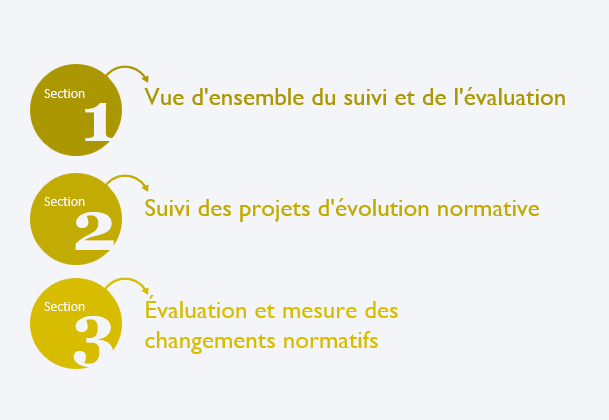 Section
1
Vue d'ensemble du suivi et de l'évaluation
Section
2
Suivi des projets d'évolution normative
Section
3
Évaluation et mesure des
changements normatifs